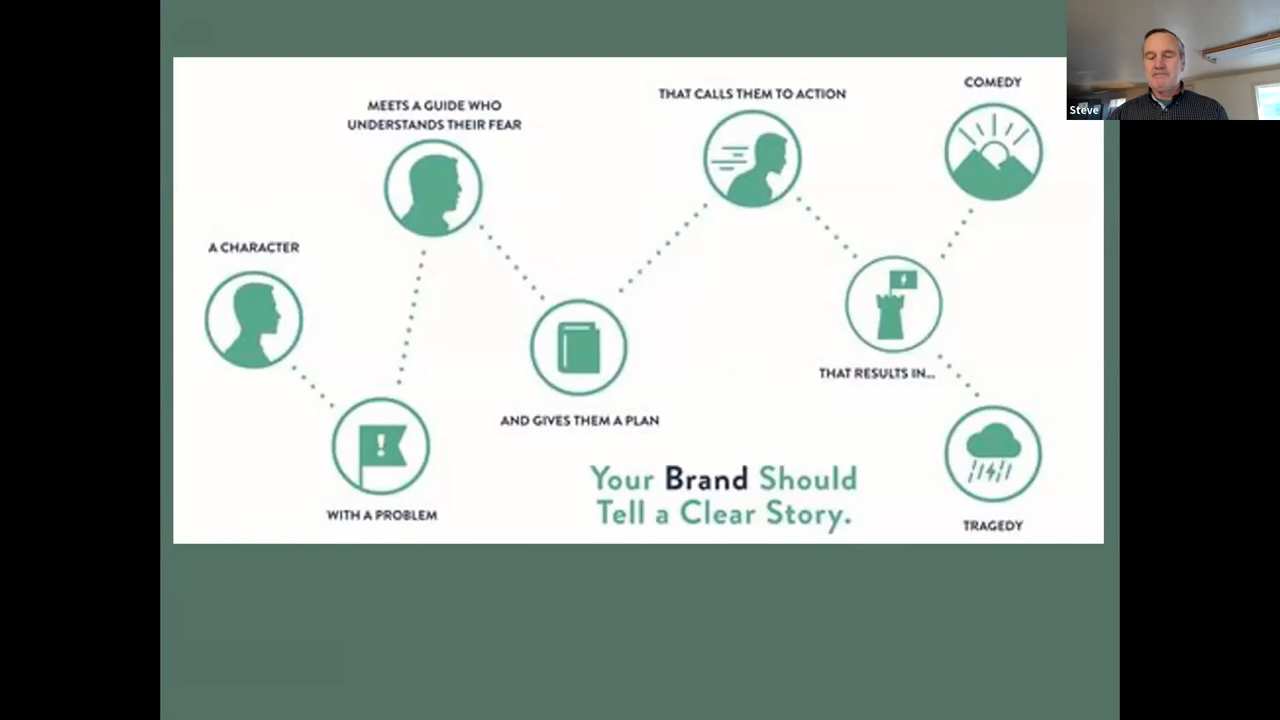 A CHARACTER
WITH A PROBLEM
MEETS A GUIDE WHO
UNDERSTANDS THEIR FEAR
AND GIVES THEM A PLAN
THAT CALLS THEM TO ACTION
THAT RESULTS IN...
COMEDY
TRAGEDY
Your Brand Should
Tell a Clear Story.
Steve